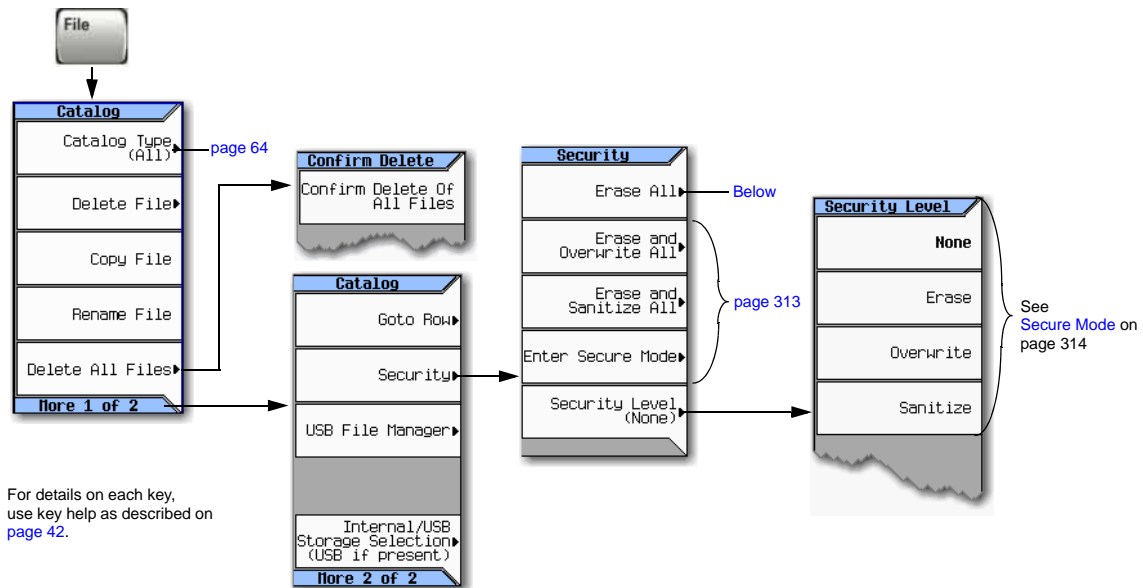 File
Catalog
Catalog Type
(All)
page 64
Delete File
Copy File
Rename File
Delete All Files
More 1 of 2
Confirm Delete
Confirm Delete Of
All Files
Catalog
Goto Row
Security
USB File Manager
Internal/USB
Storage Selection
(USB if present)
More 2 of 2
Security
Erase All
Below
Erase and
Overwrite All
Erase and
Sanitize All
page 313
Enter Secure Mode
Security Level
(None)
Security Level
None
Erase
Overwrite
Sanitize
See
Secure Mode on
page 314
For details on each key,
use key help as described on
page 42.